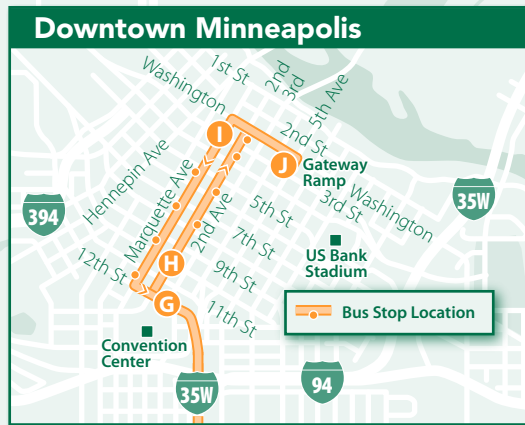 Downtown Minneapolis
1st St
2nd
3rd
5th Ave
Washington
2nd St
I
J
Gateway
Ramp
Hennepin Ave
Marquette Ave
2nd Ave
Washington
3rd St
5th St
7th St
9th St
11th St
12th St
394
35W
US Bank
Stadium
H
G
Bus Stop Location
Convention
Center
35W
94